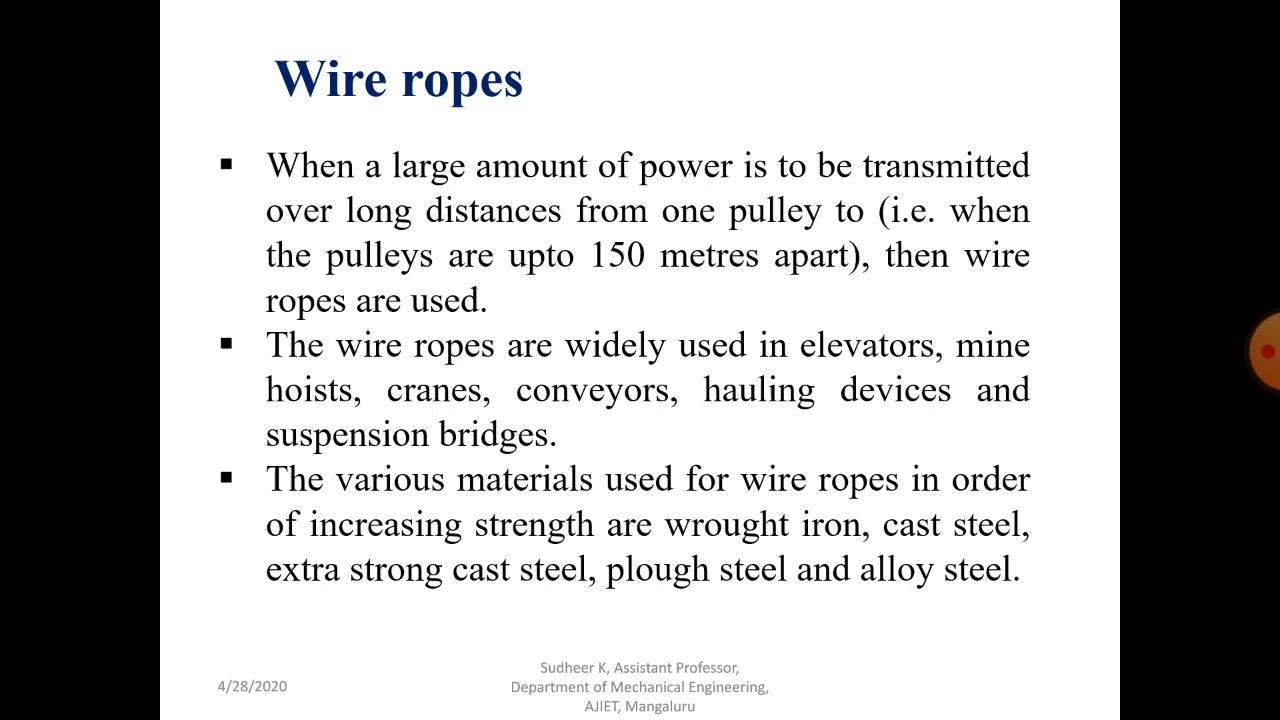 Wire ropes
▪ When a large amount of power is to be transmitted
over long distances from one pulley to (i.e. when
the pulleys are upto 150 metres apart), then wire
ropes are used.
▪ The wire ropes are widely used in elevators, mine
hoists, cranes, conveyors, hauling devices and
suspension bridges.
▪ The various materials used for wire ropes in order
of increasing strength are wrought iron, cast steel,
extra strong cast steel, plough steel and alloy steel.
4/28/2020
Sudheer K, Assistant Professor,
Department of Mechanical Engineering,
AJIET, Mangaluru